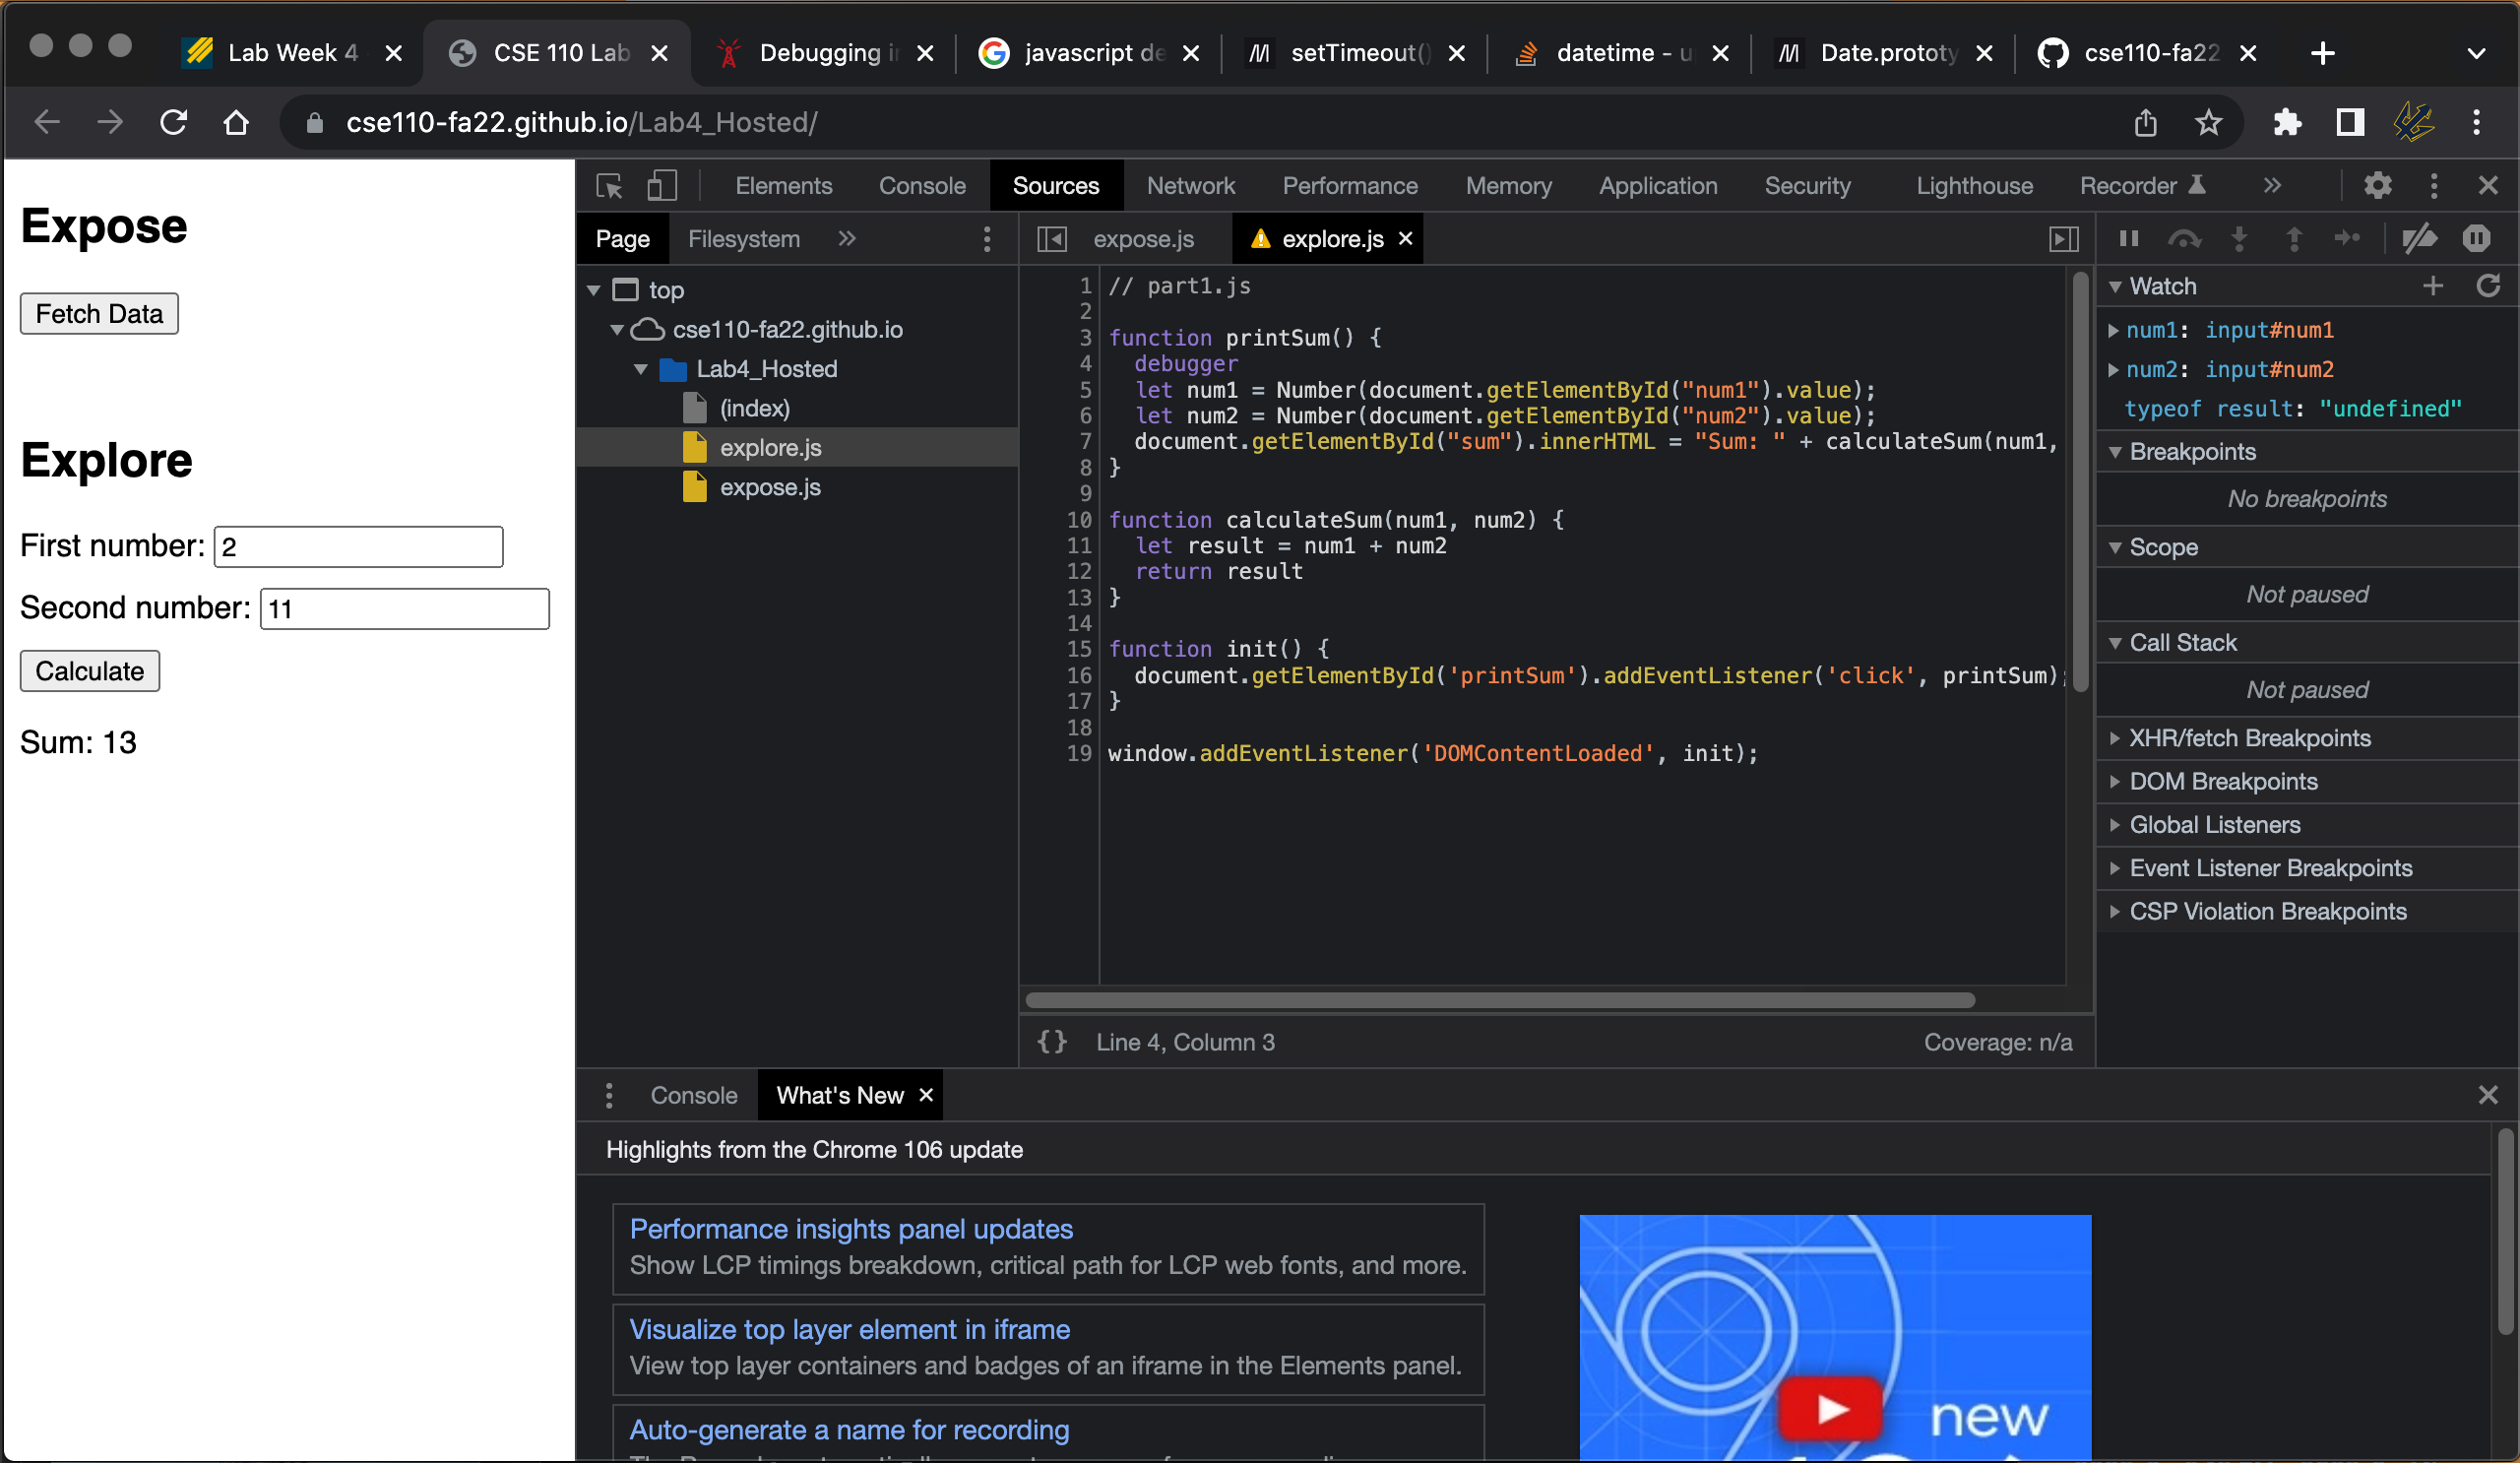 Lab Week 4
CSE 110 Lab
Debugging i
javascript de
setTimeout()
datetime - u
Date.prototy
cse110-fa22
cse110-fa22.github.io/Lab4_Hosted/
Expose
Fetch Data
Explore
First number: 2
Second number: 11
Calculate
Sum: 13
Elements Console Sources Network Performance Memory Application Security Lighthouse Recorder
Page Filesystem
top
cse110-fa22.github.io
Lab4_Hosted
(index)
explore.js
expose.js
expose.js explore.js
1 // part1.js
2
3 function printSum() {
4   debugger
5   let num1 = Number(document.getElementById("num1").value);
6   let num2 = Number(document.getElementById("num2").value);
7   document.getElementById("sum").innerHTML = "Sum: " + calculateSum(num1,
8 }
9
10 function calculateSum(num1, num2) {
11   let result = num1 + num2
12   return result
13 }
14
15 function init() {
16   document.getElementById('printSum').addEventListener('click', printSum);
17 }
18
19 window.addEventListener('DOMContentLoaded', init);
{} Line 4, Column 3
Coverage: n/a
Watch
num1: input#num1
num2: input#num2
typeof result: "undefined"
Breakpoints
No breakpoints
Scope
Not paused
Call Stack
Not paused
XHR/fetch Breakpoints
DOM Breakpoints
Global Listeners
Event Listener Breakpoints
CSP Violation Breakpoints
Console What's New
Highlights from the Chrome 106 update
Performance insights panel updates
Show LCP timings breakdown, critical path for LCP web fonts, and more.
Visualize top layer element in iframe
View top layer containers and badges of an iframe in the Elements panel.
Auto-generate a name for recording
new